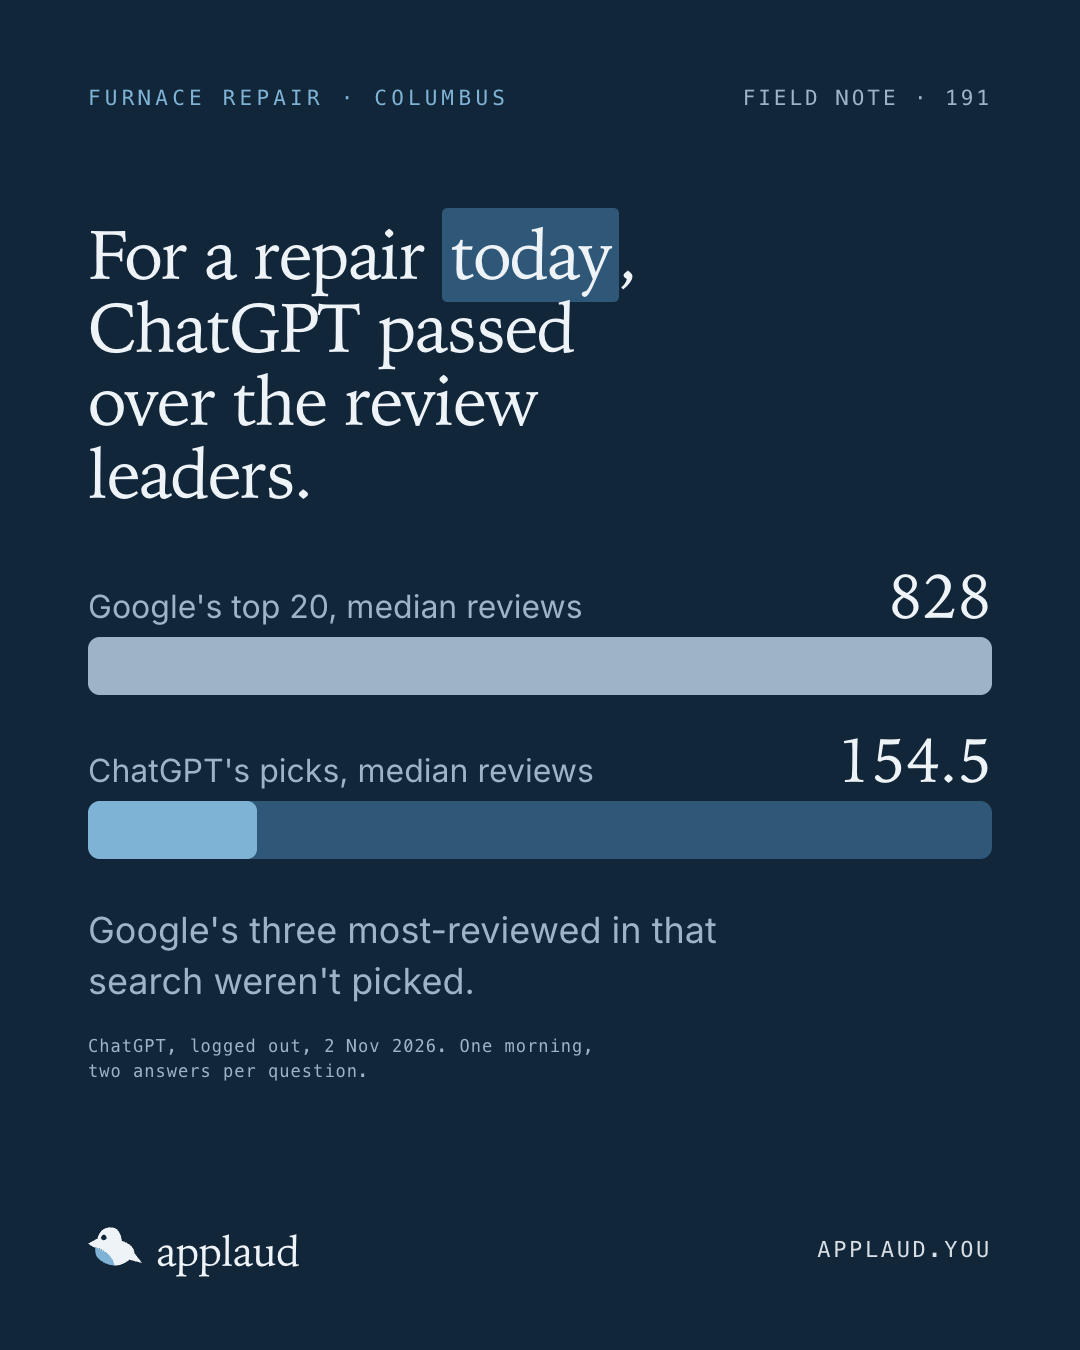 FURNACE REPAIR · COLUMBUS
FIELD NOTE · 191
For a repair today,
ChatGPT passed
over the review
leaders.
Google's top 20, median reviews
828
ChatGPT's picks, median reviews
154.5
Google's three most-reviewed in that
search weren't picked.
ChatGPT, logged out, 2 Nov 2026. One morning,
two answers per question.
applaud
APPLAUD.YOU